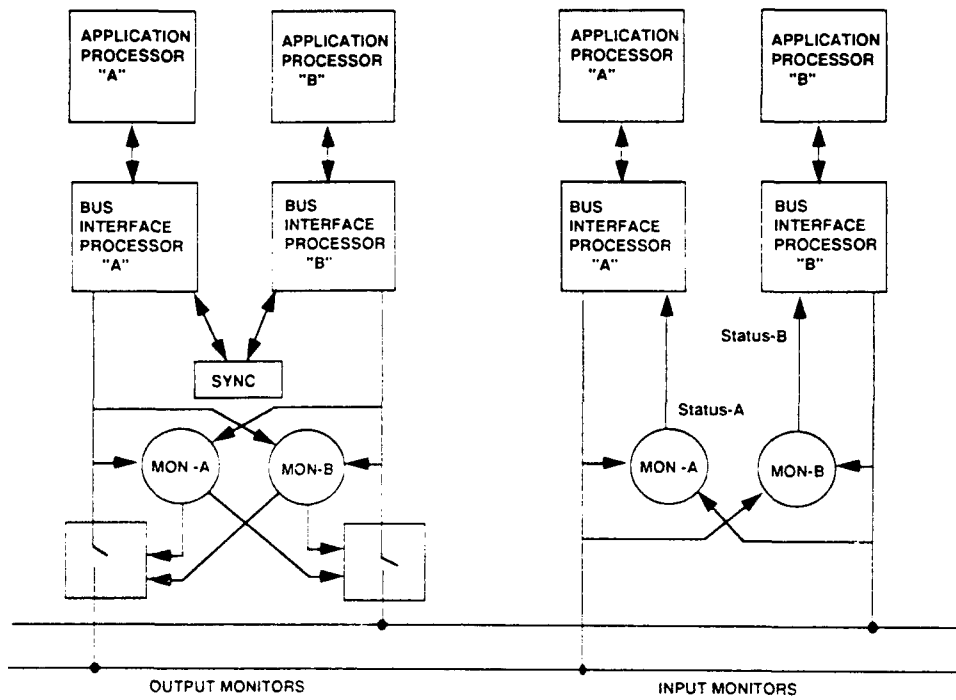 APPLICATION
PROCESSOR
"A"
APPLICATION
PROCESSOR
"B"
APPLICATION
PROCESSOR
"A"
APPLICATION
PROCESSOR
"B"
BUS
INTERFACE
PROCESSOR
"A"
BUS
INTERFACE
PROCESSOR
"B"
BUS
INTERFACE
PROCESSOR
"A"
BUS
INTERFACE
PROCESSOR
"B"
SYNC
Status-B
Status-A
MON -A
MON-B
MON -A
MON-B
OUTPUT MONITORS
INPUT MONITORS